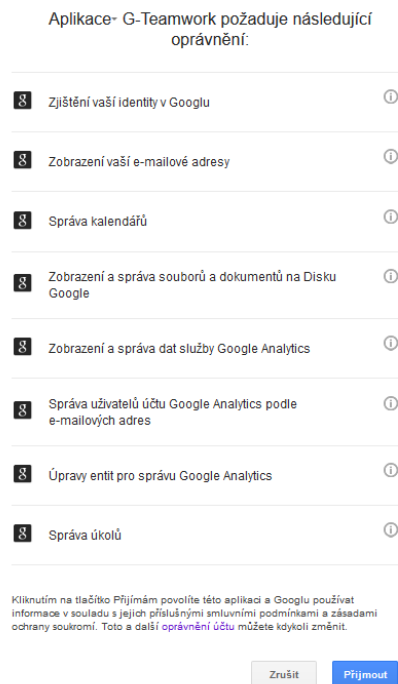 Aplikace- G-Teamwork požaduje následující
oprávnění:
Zjištění vaší identity v Googlu
Zobrazení vaší e-mailové adresy
Správa kalendářů
Zobrazení a správa souborů a dokumentů na Disku
Google
Zobrazení a správa dat služby Google Analytics
Správa uživatelů účtu Google Analytics podle
e-mailových adres
Úpravy entit pro správu Google Analytics
Správa úkolů
Kliknutím na tlačítko Přijímám povolíte této aplikaci a Googlu používat
informace v souladu s jejich příslušnými smluvními podmínkami a zásadami
ochrany soukromí. Toto a další oprávnění účtu můžete kdykoli změnit.
Zrušit
Přijmout